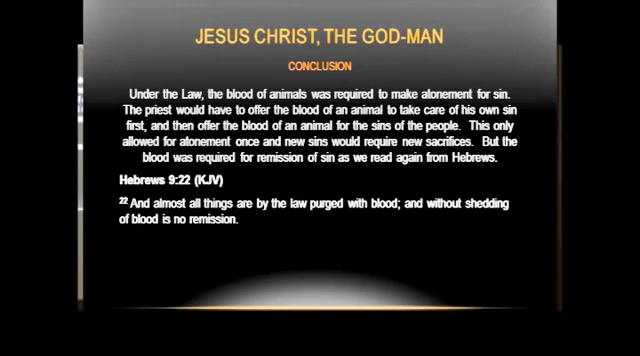 JESUS CHRIST, THE GOD-MAN
CONCLUSION
Under the Law, the blood of animals was required to make atonement for sin.
The priest would have to offer the blood of an animal to take care of his own sin
first, and then offer the blood of an animal for the sins of the people. This only
allowed for atonement once and new sins would require new sacrifices. But the
blood was required for remission of sin as we read again from Hebrews.
Hebrews 9:22 (KJV)
22 And almost all things are by the law purged with blood; and without shedding
of blood is no remission.